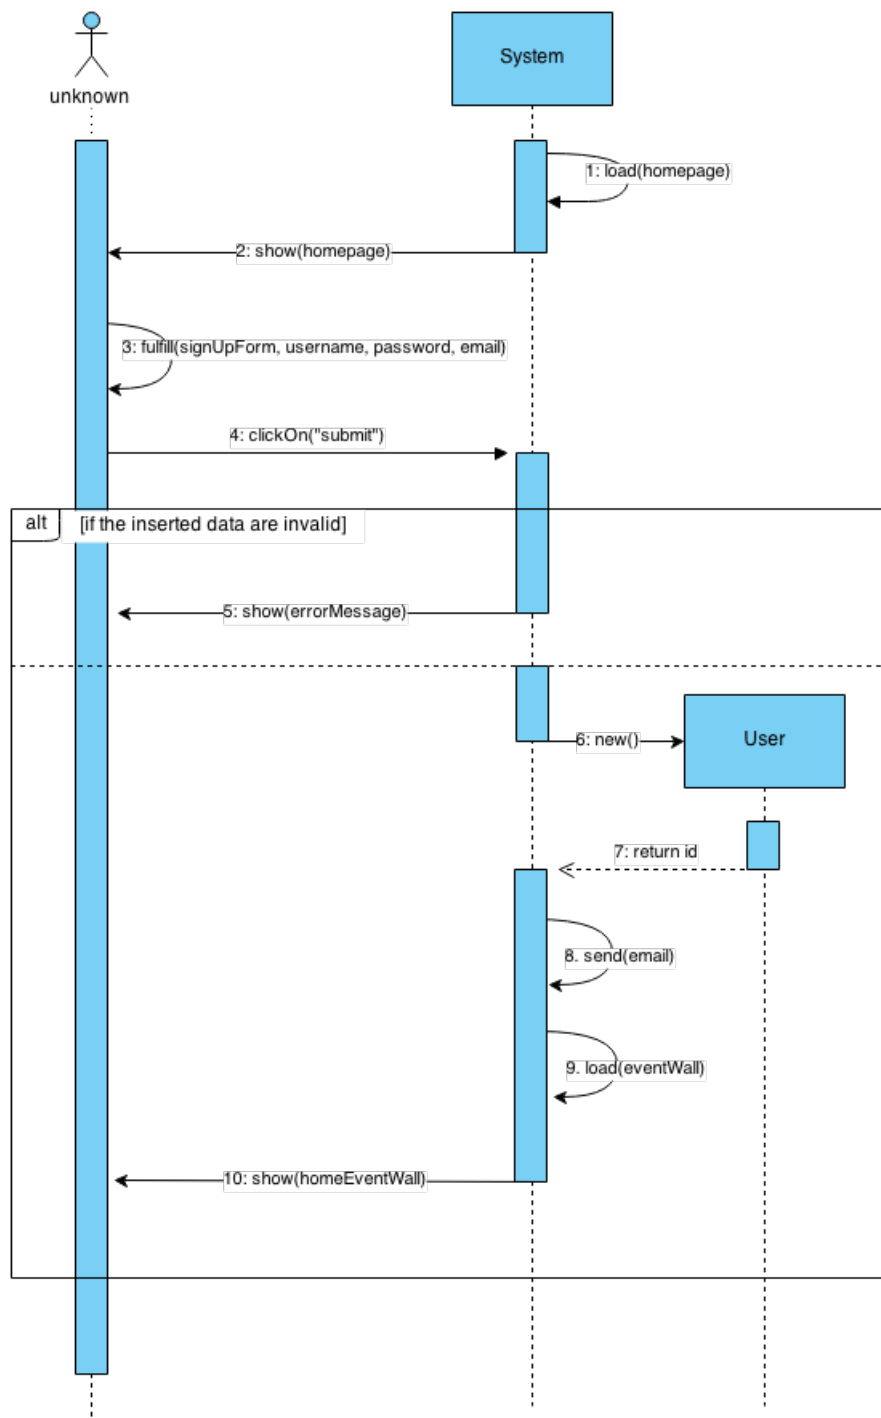 System
unknown
1: load(homepage)
2: show(homepage)
3: fulfill(signUpForm, username, password, email)
4: clickOn("submit")
alt
[if the inserted data are invalid]
5: show(errorMessage)
6: new()
User
7: return id
8. send(email)
9. load(eventWall)
10: show(homeEventWall)